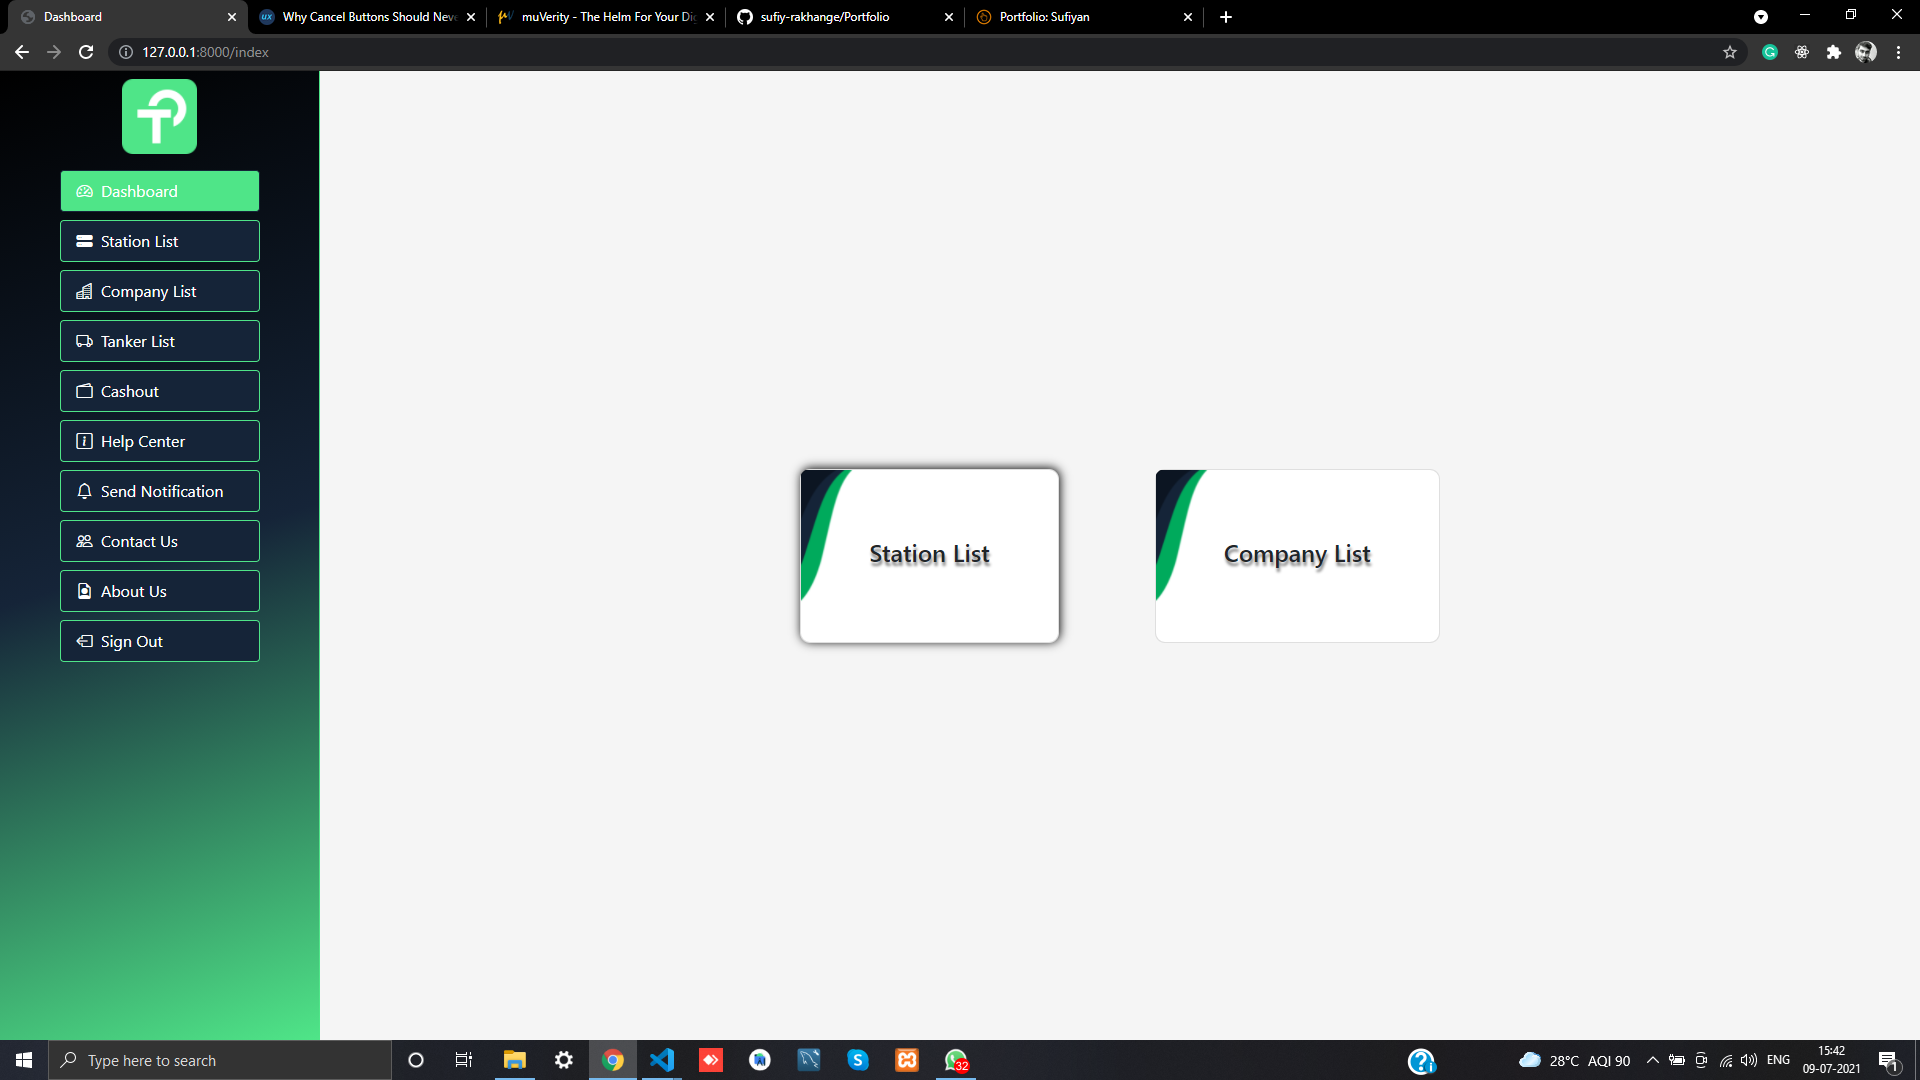 Dashboard
Why Cancel Buttons Should Neve
muVerity - The Helm For Your Di
sufiy-rakhange/Portfolio
Portfolio: Sufiyan
127.0.0.1:8000/index
Dashboard
Station List
Company List
Tanker List
Cashout
Help Center
Send Notification
Contact Us
About Us
Sign Out
Station List
Company List
Type here to search
32
28°C AQI 90
ENG
15:42
09-07-2021
1